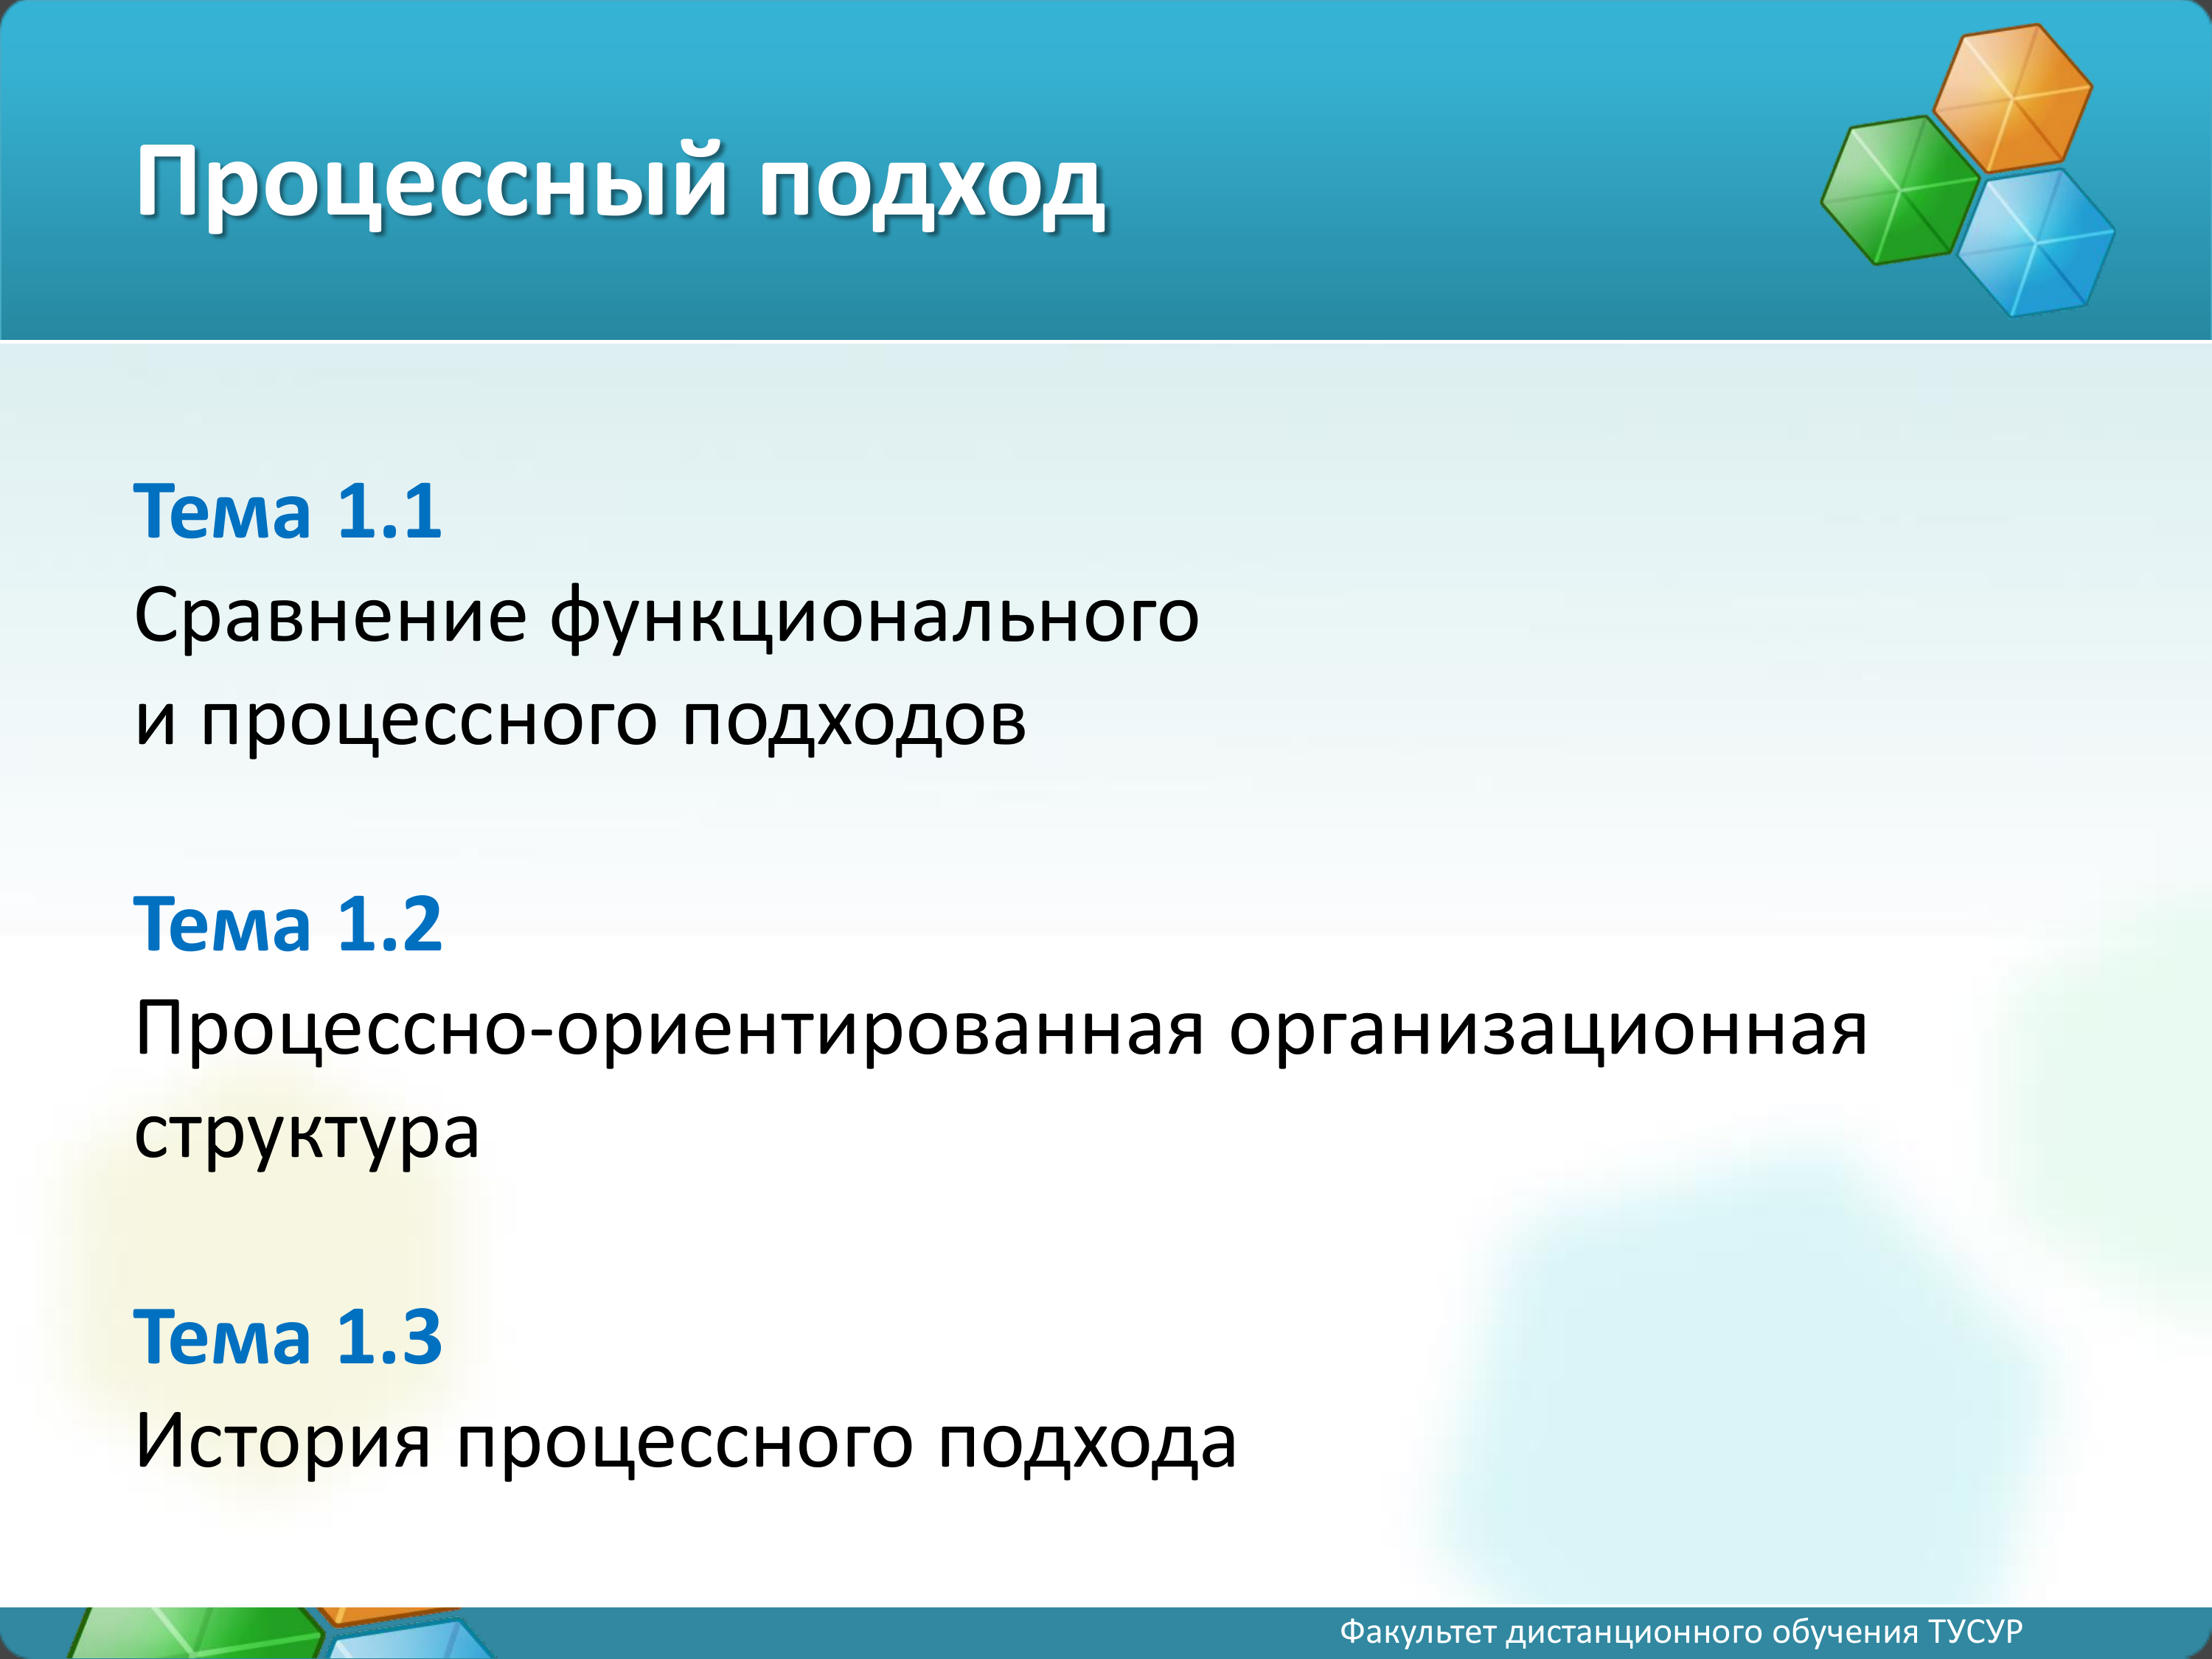 Процессный подход
Тема 1.1
Сравнение функционального
и процессного подходов
Тема 1.2
Процессно-ориентированная организационная
структура
Тема 1.3
История процессного подхода
Факультет дистанционного обучения ТУСУР